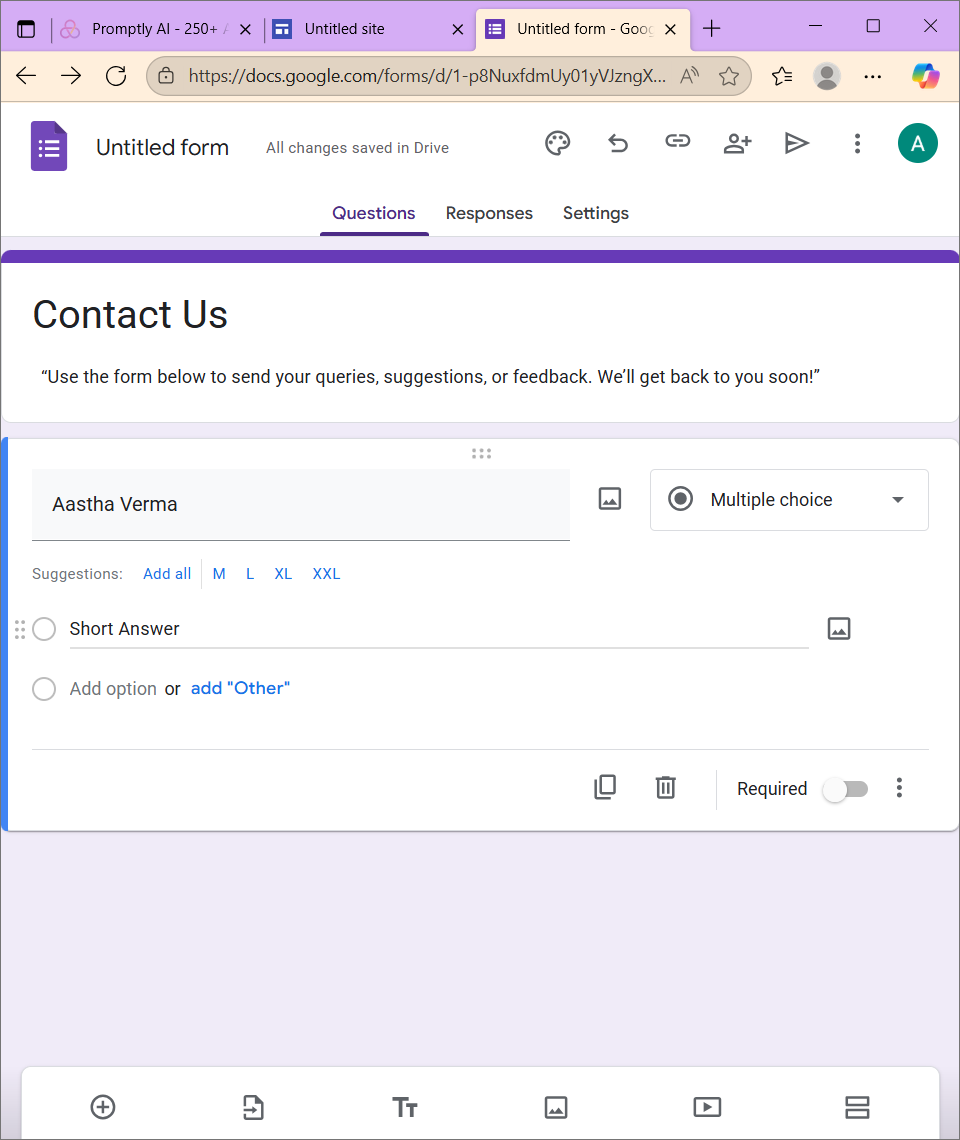 Promptly AI - 250+ A
Untitled site
Untitled form - Goog
https://docs.google.com/forms/d/1-p8NuxfdmUy01yVJzngX...
Untitled form
All changes saved in Drive
A
Questions
Responses
Settings
Contact Us
“Use the form below to send your queries, suggestions, or feedback. We’ll get back to you soon!”
Aastha Verma
Multiple choice
Suggestions: Add all M L XL XXL
Short Answer
Add option or add "Other"
Required